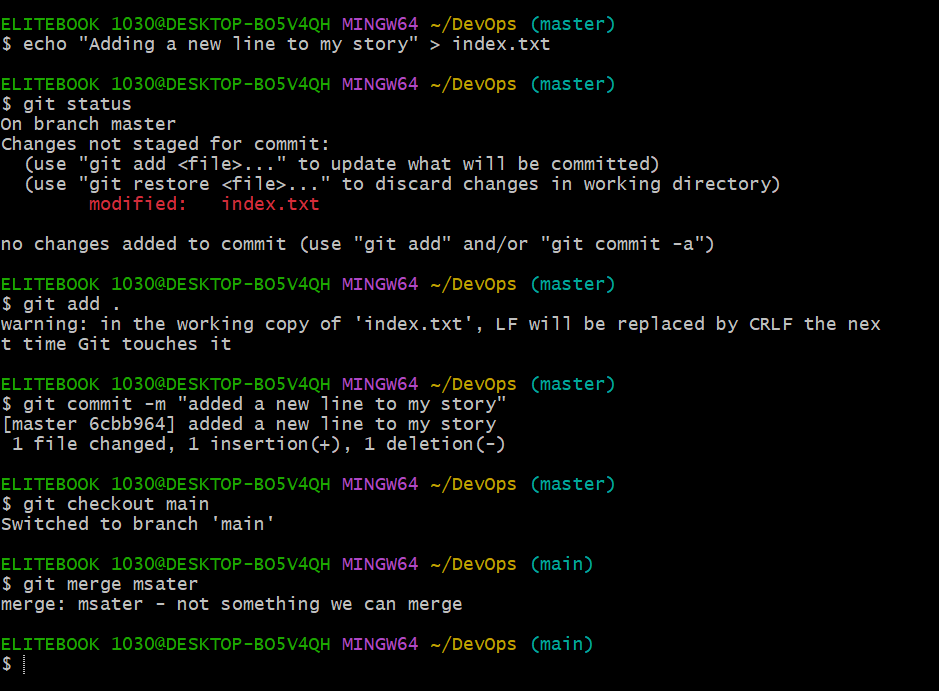 ELITEBOOK 1030@DESKTOP-BO5V4QH MINGW64 ~/DevOps (master)
$ echo "Adding a new line to my story" > index.txt
ELITEBOOK 1030@DESKTOP-BO5V4QH MINGW64 ~/DevOps (master)
$ git status
On branch master
Changes not staged for commit:
  (use "git add <file>..." to update what will be committed)
  (use "git restore <file>..." to discard changes in working directory)
        modified:   index.txt
no changes added to commit (use "git add" and/or "git commit -a")
ELITEBOOK 1030@DESKTOP-BO5V4QH MINGW64 ~/DevOps (master)
$ git add .
warning: in the working copy of 'index.txt', LF will be replaced by CRLF the nex
t time Git touches it
ELITEBOOK 1030@DESKTOP-BO5V4QH MINGW64 ~/DevOps (master)
$ git commit -m "added a new line to my story"
[master 6cbb964] added a new line to my story
 1 file changed, 1 insertion(+), 1 deletion(-)
ELITEBOOK 1030@DESKTOP-BO5V4QH MINGW64 ~/DevOps (master)
$ git checkout main
Switched to branch 'main'
ELITEBOOK 1030@DESKTOP-BO5V4QH MINGW64 ~/DevOps (main)
$ git merge msater
merge: msater - not something we can merge
ELITEBOOK 1030@DESKTOP-BO5V4QH MINGW64 ~/DevOps (main)
$